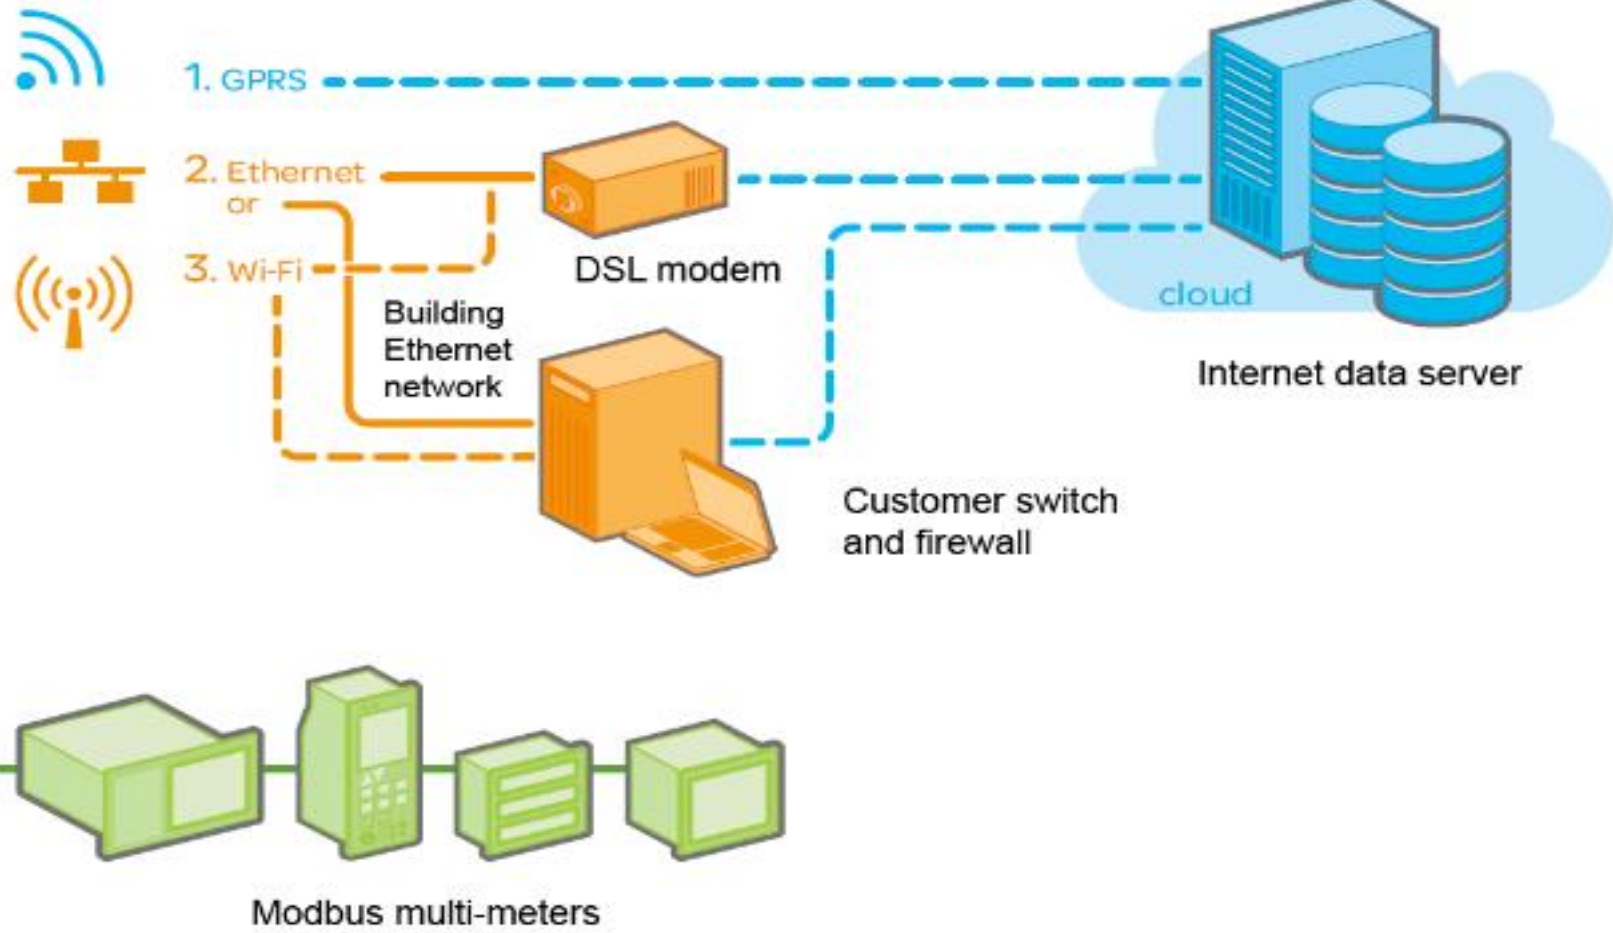 1. GPRS
2. Ethernet
or
3. Wi-Fi
DSL modem
Building
Ethernet
network
cloud
Internet data server
Customer switch
and firewall
Modbus multi-meters